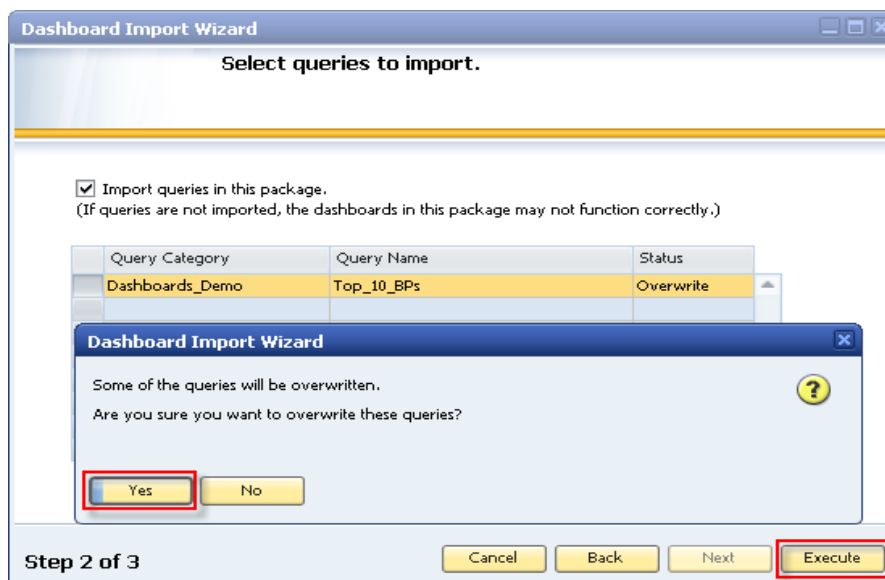 Dashboard Import Wizard
Select queries to import.
Import queries in this package.
(If queries are not imported, the dashboards in this package may not function correctly.)
Query Category Query Name Status
Dashboards_Demo Top_10_BPs Overwrite
Dashboard Import Wizard
Some of the queries will be overwritten.
Are you sure you want to overwrite these queries?
Yes No
Step 2 of 3 Cancel Back Next Execute